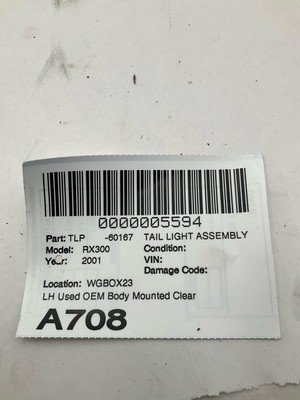 0000005594
Part: TLP -60167 TAIL LIGHT ASSEMBLY
Model: RX300 Condition:
Year: 2001 VIN:
Damage Code:
Location: WGBOX23
LH Used OEM Body Mounted Clear
A708